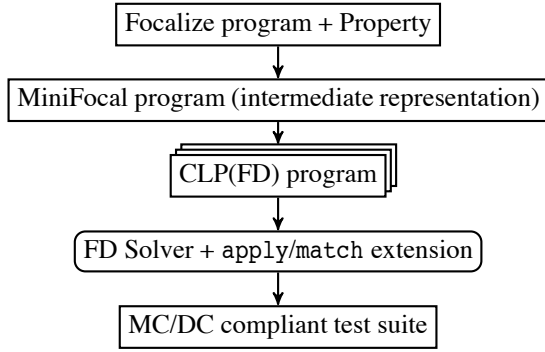 Focalize program + Property
MiniFocal program (intermediate representation)
CLP(FD) program
FD Solver + apply/match extension
MC/DC compliant test suite